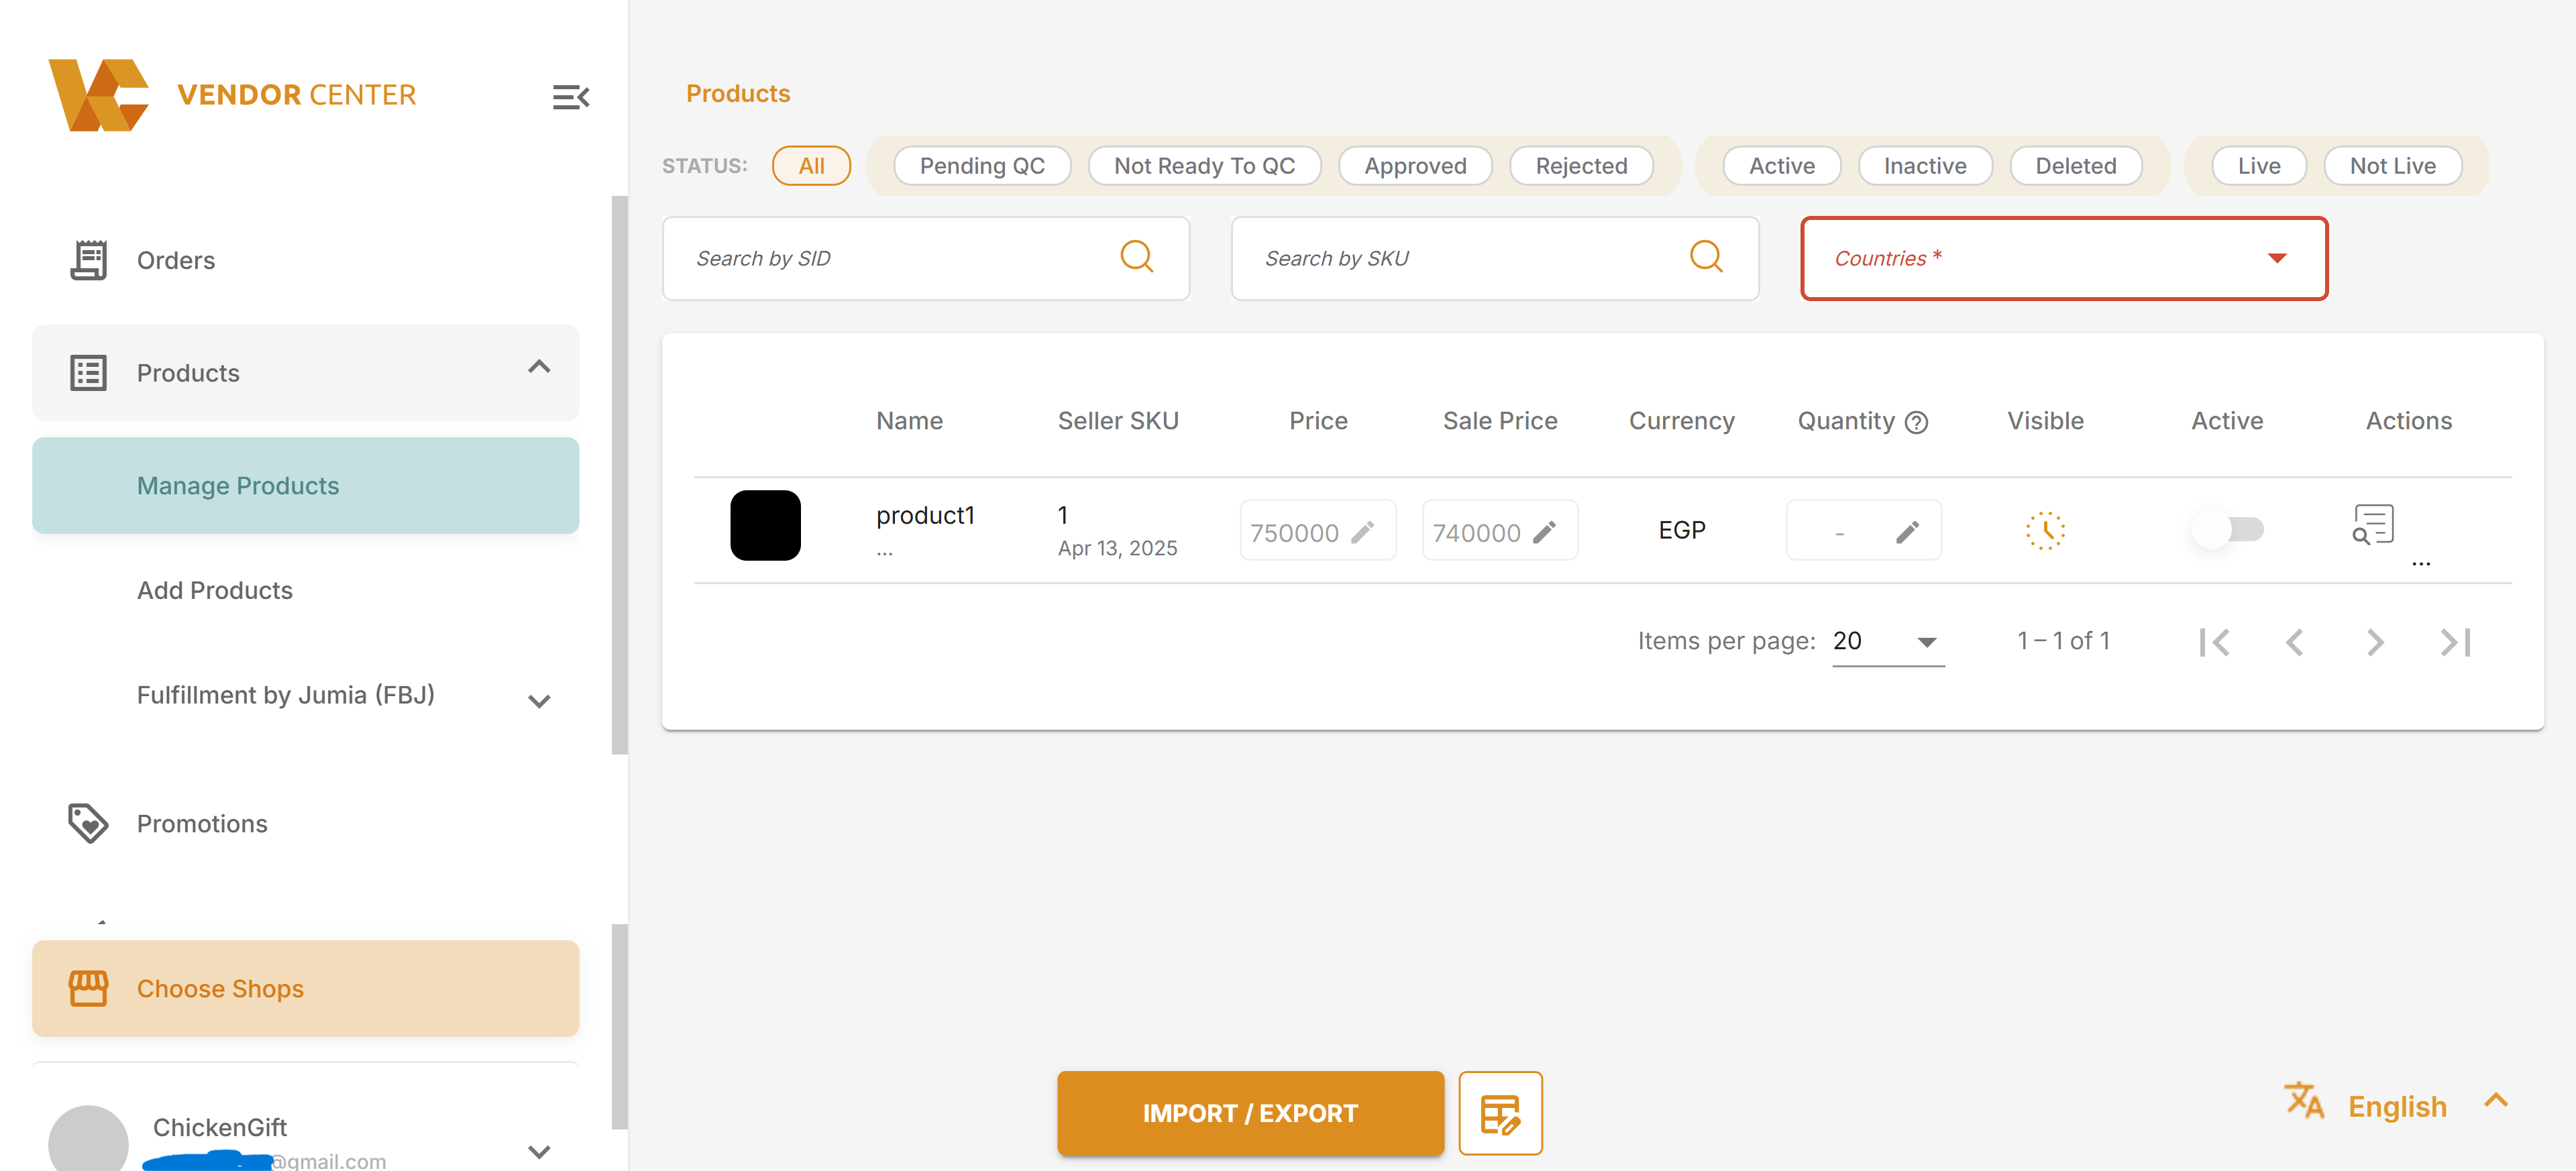 VENDOR CENTER
Orders
Products
Manage Products
Add Products
Fulfillment by Jumia (FBJ)
Promotions
Choose Shops
ChickenGift
@gmail.com
Products
STATUS: All Pending QC Not Ready To QC Approved Rejected Active Inactive Deleted Live Not Live
Search by SID Search by SKU Countries *
Name Seller SKU Price Sale Price Currency Quantity Visible Active Actions
product1 1 750000 740000 EGP -
... Apr 13, 2025 ...
Items per page: 20 1 – 1 of 1
IMPORT / EXPORT
English